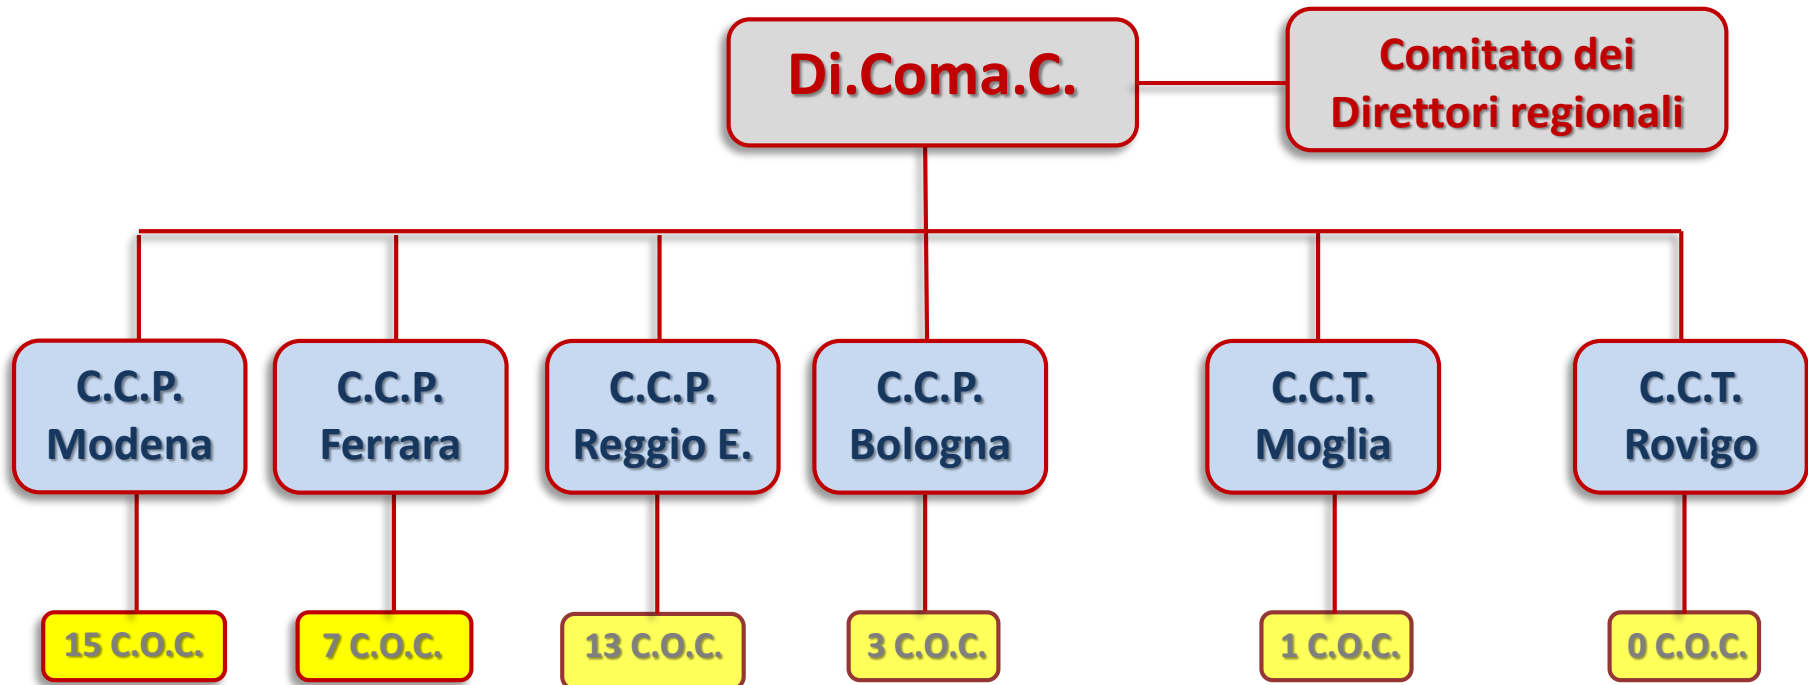 Di.Coma.C.
Comitato dei
Direttori regionali
C.C.P.
Modena
C.C.P.
Ferrara
C.C.P.
Reggio E.
C.C.P.
Bologna
C.C.T.
Moglia
C.C.T.
Rovigo
15 C.O.C.
7 C.O.C.
13 C.O.C.
3 C.O.C.
1 C.O.C.
0 C.O.C.